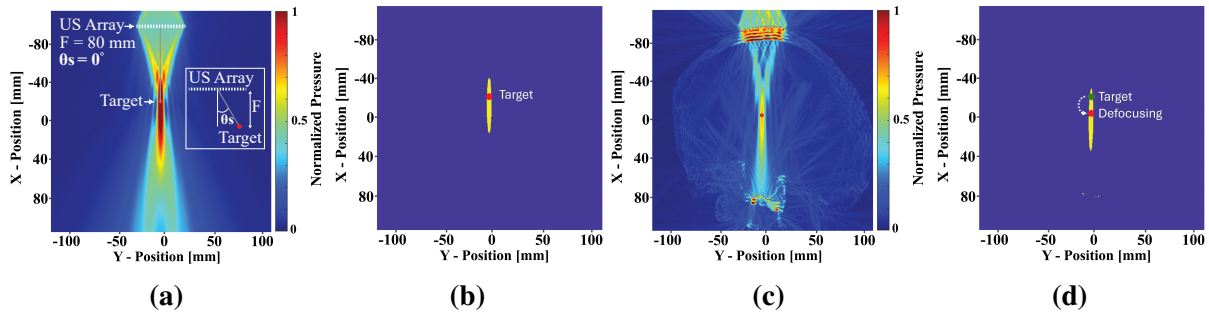 US Array
F = 80 mm
θs = 0°
Target
US Array
F
θs
Target
-80
-40
0
40
80
X - Position [mm]
-100
-50
0
50
100
Y - Position [mm]
1
0.5
0
Normalized Pressure
(a)
Target
-80
-40
0
40
80
X - Position [mm]
-100
-50
0
50
100
Y - Position [mm]
(b)
-80
-40
0
40
80
X - Position [mm]
-100
-50
0
50
100
Y - Position [mm]
1
0.5
0
Normalized Pressure
(c)
Target
Defocusing
-80
-40
0
40
80
X - Position [mm]
-100
-50
0
50
100
Y - Position [mm]
(d)